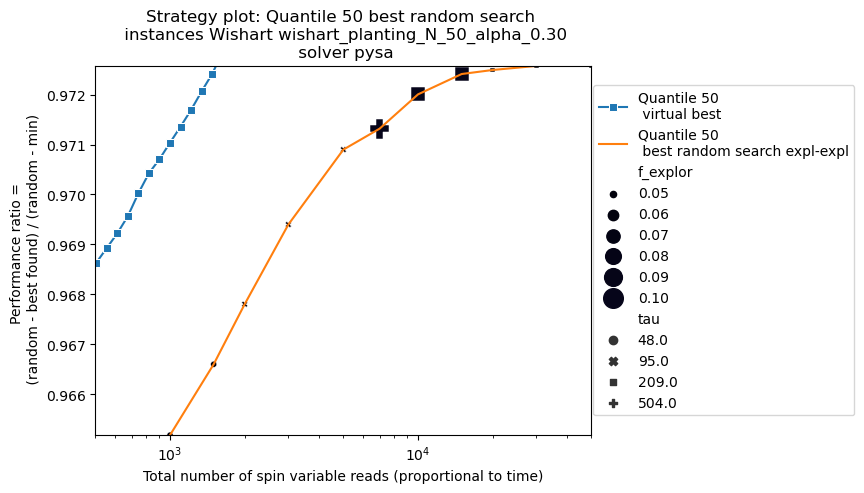 Strategy plot: Quantile 50 best random search
instances Wishart wishart_planting_N_50_alpha_0.30
solver pysa
Performance ratio =
(random - best found) / (random - min)
0.972
0.971
0.970
0.969
0.968
0.967
0.966
10^3
10^4
Total number of spin variable reads (proportional to time)
Quantile 50
virtual best
Quantile 50
best random search expl-expl
f_explor
0.05
0.06
0.07
0.08
0.09
0.10
tau
48.0
95.0
209.0
504.0